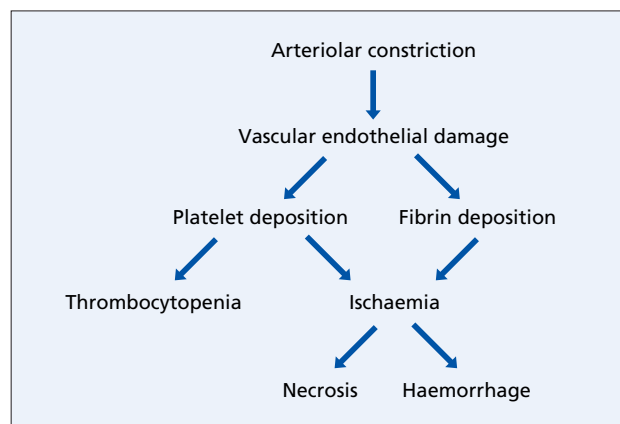 Arteriolar constriction
Vascular endothelial damage
Platelet deposition Fibrin deposition
Thrombocytopenia Ischaemia
Necrosis Haemorrhage